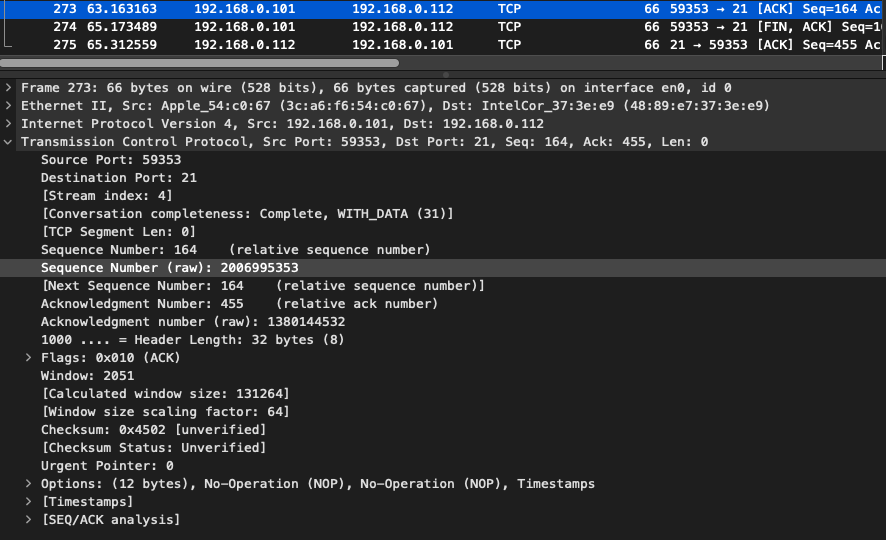 273 63.163163 192.168.0.101 192.168.0.112 TCP 66 59353 → 21 [ACK] Seq=164 Ac
274 65.173489 192.168.0.101 192.168.0.112 TCP 66 59353 → 21 [FIN, ACK] Seq=1
275 65.312559 192.168.0.112 192.168.0.101 TCP 66 21 → 59353 [ACK] Seq=455 Ac
Frame 273: 66 bytes on wire (528 bits), 66 bytes captured (528 bits) on interface en0, id 0
Ethernet II, Src: Apple_54:c0:67 (3c:a6:f6:54:c0:67), Dst: IntelCor_37:3e:e9 (48:89:e7:37:3e:e9)
Internet Protocol Version 4, Src: 192.168.0.101, Dst: 192.168.0.112
Transmission Control Protocol, Src Port: 59353, Dst Port: 21, Seq: 164, Ack: 455, Len: 0
Source Port: 59353
Destination Port: 21
[Stream index: 4]
[Conversation completeness: Complete, WITH_DATA (31)]
[TCP Segment Len: 0]
Sequence Number: 164 (relative sequence number)
Sequence Number (raw): 2006995353
[Next Sequence Number: 164 (relative sequence number)]
Acknowledgment Number: 455 (relative ack number)
Acknowledgment number (raw): 1380144532
1000 .... = Header Length: 32 bytes (8)
Flags: 0x010 (ACK)
Window: 2051
[Calculated window size: 131264]
[Window size scaling factor: 64]
Checksum: 0x4502 [unverified]
[Checksum Status: Unverified]
Urgent Pointer: 0
Options: (12 bytes), No-Operation (NOP), No-Operation (NOP), Timestamps
[Timestamps]
[SEQ/ACK analysis]